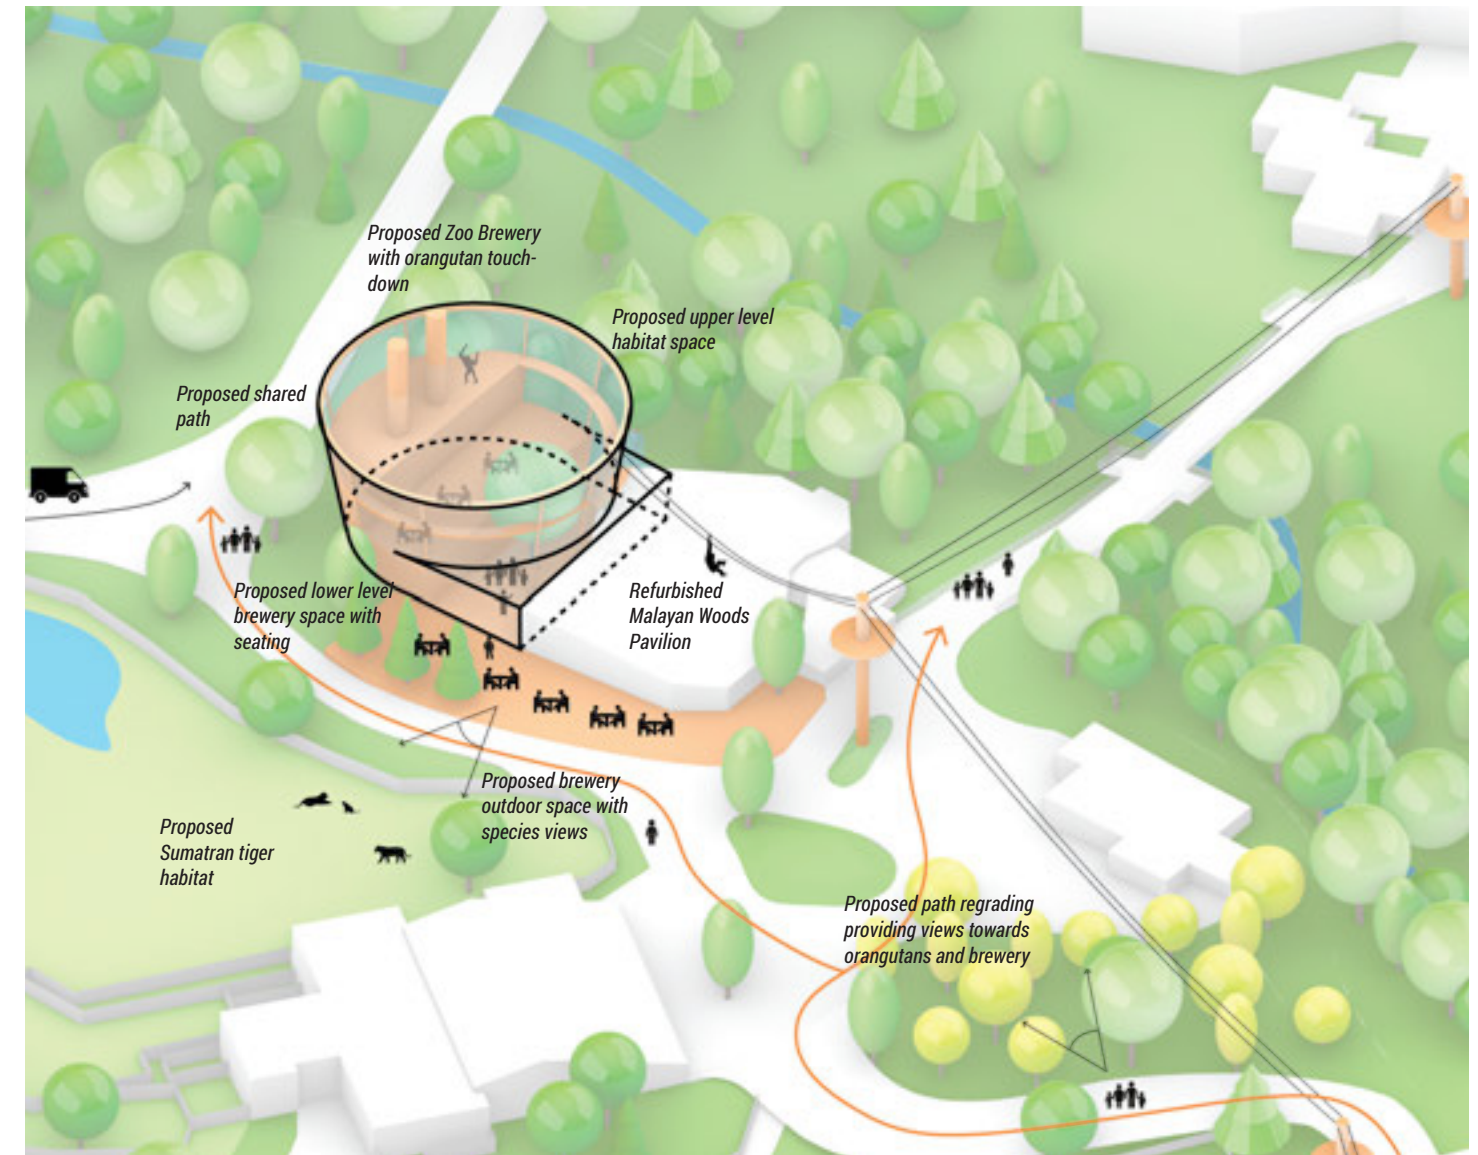 Proposed Zoo Brewery
with orangutan touch-
down
Proposed upper level
habitat space
Proposed shared
path
Proposed lower level
brewery space with
seating
Refurbished
Malayan Woods
Pavilion
Proposed brewery
outdoor space with
species views
Proposed
Sumatran tiger
habitat
Proposed path regrading
providing views towards
orangutans and brewery